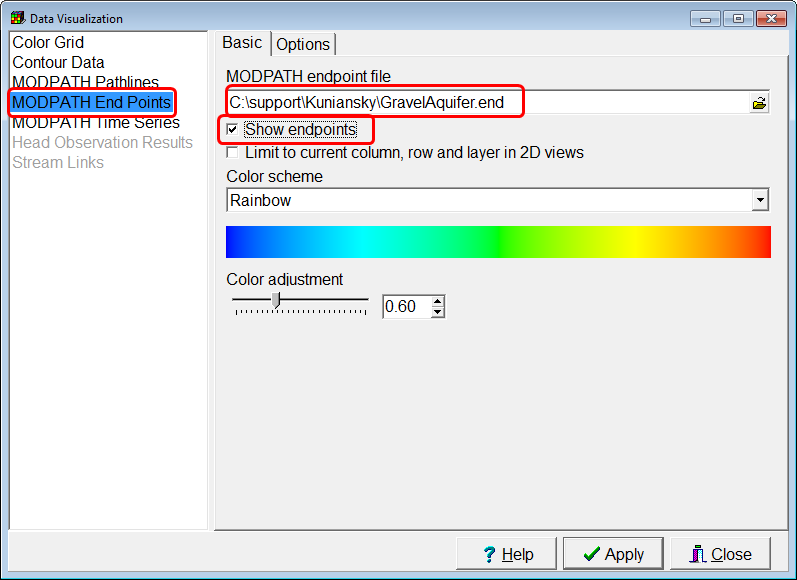 Data Visualization
Color Grid
Contour Data
MODPATH Pathlines
MODPATH End Points
MODPATH Time Series
Head Observation Results
Stream Links
Basic
Options
MODPATH endpoint file
C:\support\Kuniansky\GravelAquifer.end
Show endpoints
Limit to current column, row and layer in 2D views
Color scheme
Rainbow
Color adjustment
0.60
? Help
Apply
Close